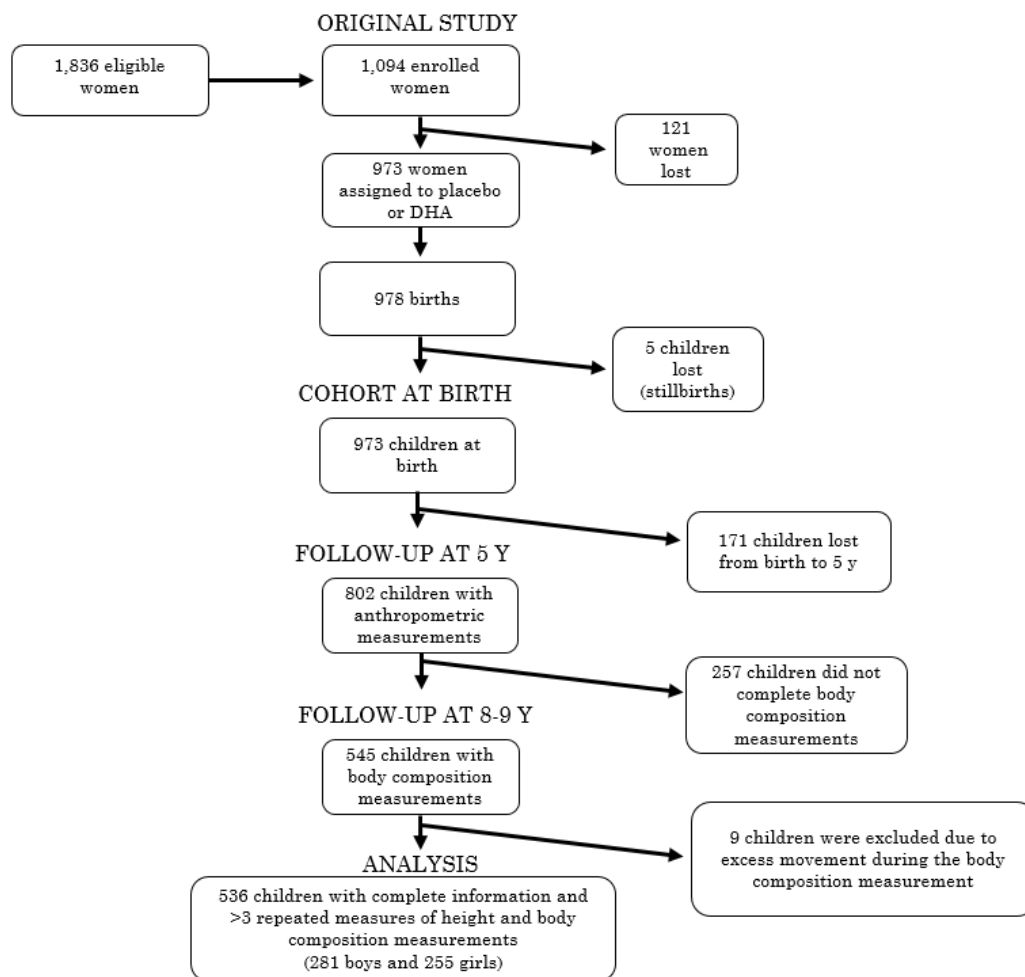 ORIGINAL STUDY
1,836 eligible
women
1,094 enrolled
women
121
women
lost
973 women
assigned to placebo
or DHA
978 births
5 children
lost
(stillbirths)
COHORT AT BIRTH
973 children at
birth
171 children lost
from birth to 5 y
FOLLOW-UP AT 5 Y
802 children with
anthropometric
measurements
257 children did not
complete body
composition
measurements
FOLLOW-UP AT 8-9 Y
545 children with
body composition
measurements
9 children were excluded due to
excess movement during the body
composition measurement
ANALYSIS
536 children with complete information and
>3 repeated measures of height and body
composition measurements
(281 boys and 255 girls)